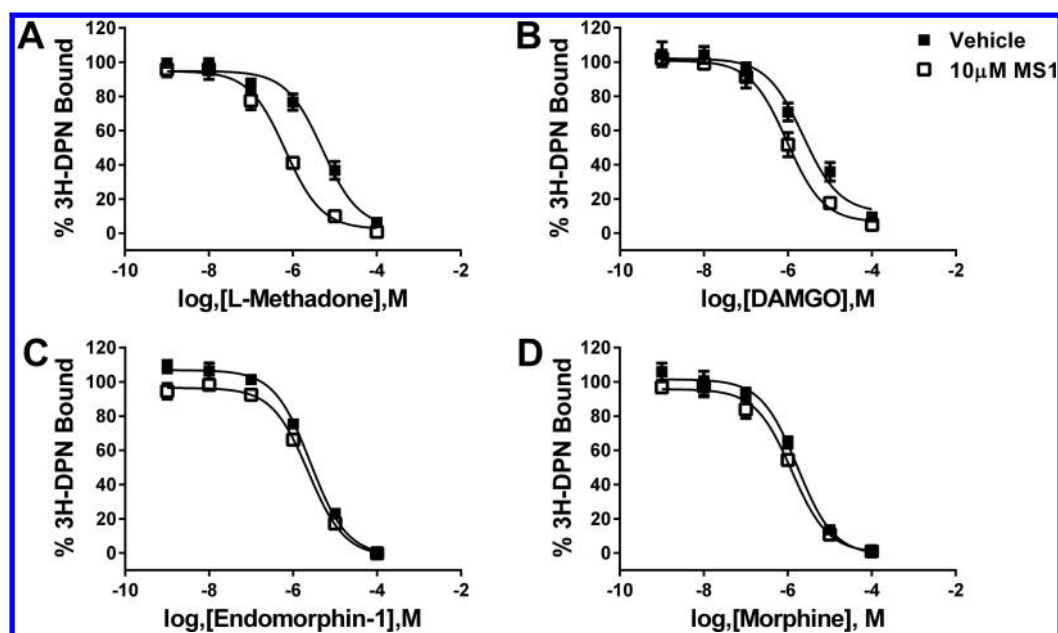 A
120
100
80
60
40
20
0
% 3H-DPN Bound
-10 -8 -6 -4 -2
log,[L-Methadone],M
B
120
100
80
60
40
20
0
% 3H-DPN Bound
-10 -8 -6 -4 -2
log,[DAMGO],M
Vehicle
10μM MS1
C
120
100
80
60
40
20
0
% 3H-DPN Bound
-10 -8 -6 -4 -2
log,[Endomorphin-1],M
D
120
100
80
60
40
20
0
% 3H-DPN Bound
-10 -8 -6 -4 -2
log,[Morphine], M